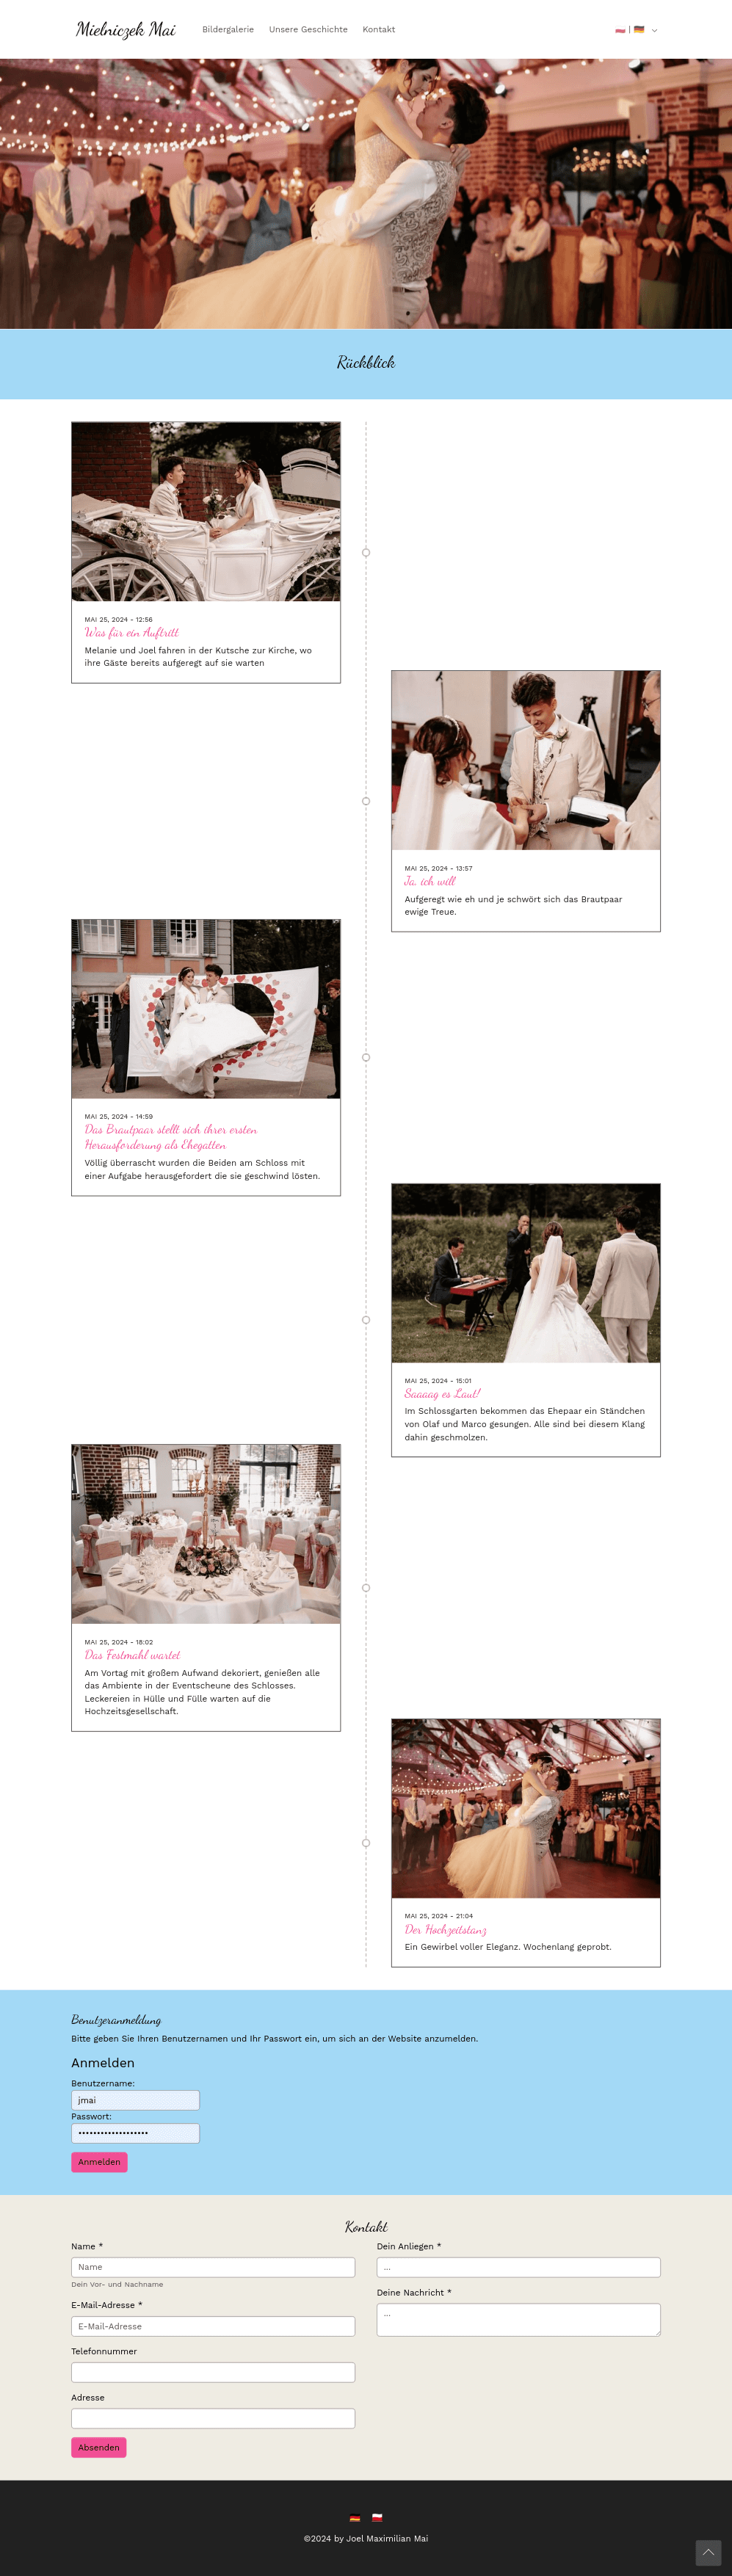 Mielniczek Mai
Bildergalerie
Unsere Geschichte
Kontakt
|
Rückblick
MAI 25, 2024 - 12:56
Was für ein Auftritt
Melanie und Joel fahren in der Kutsche zur Kirche, wo
ihre Gäste bereits aufgeregt auf sie warten
MAI 25, 2024 - 13:57
Ja, ich will
Aufgeregt wie eh und je schwört sich das Brautpaar
ewige Treue.
MAI 25, 2024 - 14:59
Das Brautpaar stellt sich ihrer ersten
Herausforderung als Ehegatten
Völlig überrascht wurden die Beiden am Schloss mit
einer Aufgabe herausgefordert die sie geschwind lösten.
MAI 25, 2024 - 15:01
Saaaag es Laut!
Im Schlossgarten bekommen das Ehepaar ein Ständchen
von Olaf und Marco gesungen. Alle sind bei diesem Klang
dahin geschmolzen.
MAI 25, 2024 - 18:02
Das Festmahl wartet
Am Vortag mit großem Aufwand dekoriert, genießen alle
das Ambiente in der Eventscheune des Schlosses.
Leckereien in Hülle und Fülle warten auf die
Hochzeitsgesellschaft.
MAI 25, 2024 - 21:04
Der Hochzeitstanz
Ein Gewirbel voller Eleganz. Wochenlang geprobt.
Benutzeranmeldung
Bitte geben Sie Ihren Benutzernamen und Ihr Passwort ein, um sich an der Website anzumelden.
Anmelden
Benutzername:
jmai
Passwort:
•••••••••••••••••••
Anmelden
Kontakt
Name *
Name
Dein Vor- und Nachname
E-Mail-Adresse *
E-Mail-Adresse
Telefonnummer
Adresse
Absenden
Dein Anliegen *
...
Deine Nachricht *
...
©2024 by Joel Maximilian Mai